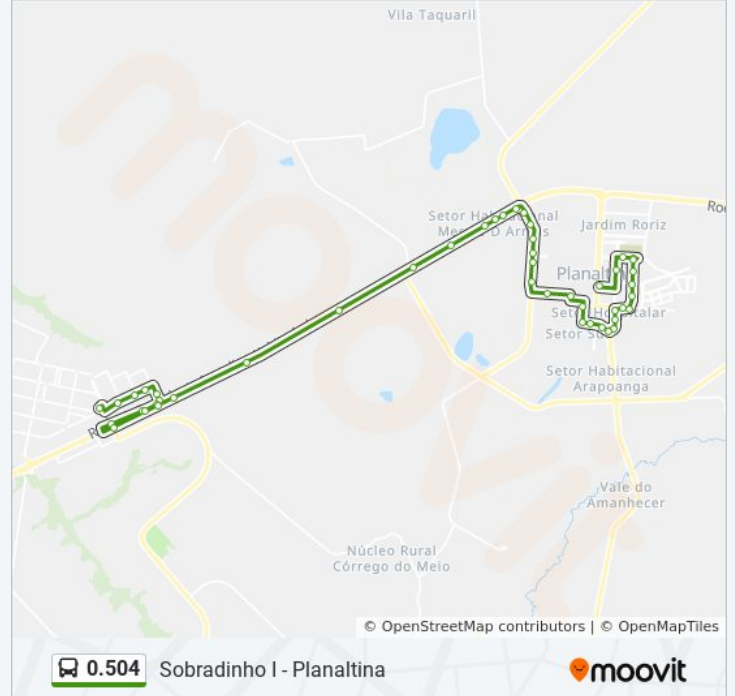 Vila Taquaril
Setor Habitacional
Mestre D'Armas
Jardim Roriz
Planaltina
Setor Hospitalar
Setor Sul
Setor Habitacional
Arapoanga
Vale do
Amanhecer
Núcleo Rural
Córrego do Meio
© OpenStreetMap contributors | © OpenMapTiles
0.504 Sobradinho I - Planaltina
moovit